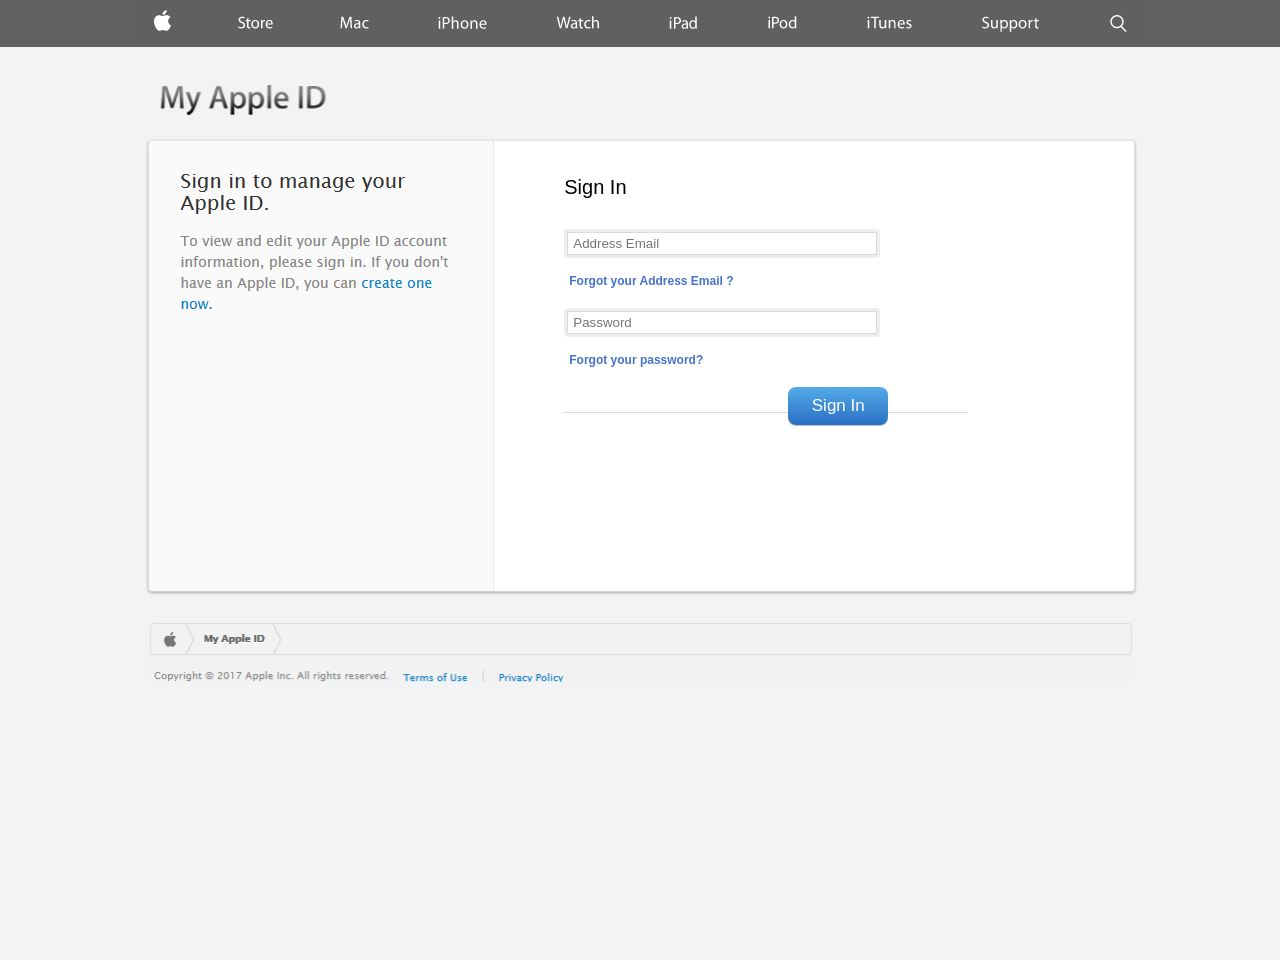 Store Mac iPhone Watch iPad iPod iTunes Support
My Apple ID
Sign in to manage your
Apple ID.
To view and edit your Apple ID account
information, please sign in. If you don't
have an Apple ID, you can create one
now.
Sign In
Address Email
Forgot your Address Email ?
Password
Forgot your password?
Sign In
My Apple ID
Copyright © 2017 Apple Inc. All rights reserved. Terms of Use Privacy Policy